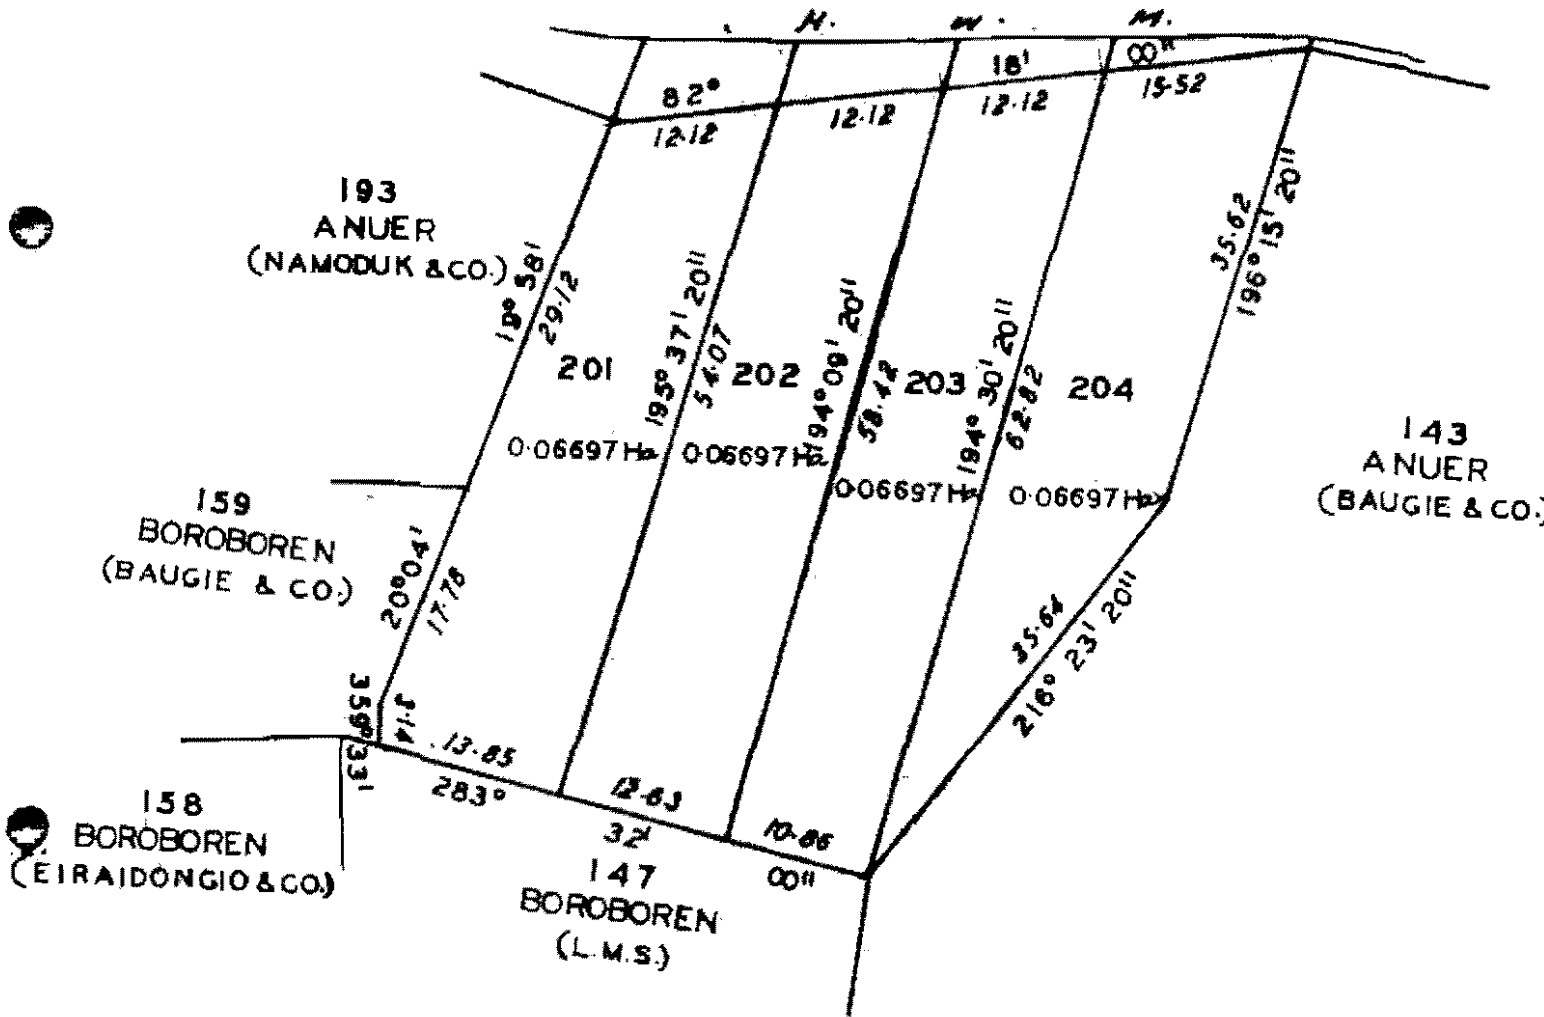 H. W. M.
82° 18' 00"
12·12
12·12
12·12
15·52
193
ANUER
(NAMODUK & CO.)
19° 58'
29·12
195° 37' 20"
54·07
194° 09' 20"
58·42
194° 30' 20"
62·82
35·62
196° 15' 20"
201
202
203
204
0·06697 Ha
0·06697 Ha
0·06697 Ha
0·06697 Ha
143
ANUER
(BAUGIE & CO.)
159
BOROBOREN
(BAUGIE & CO.)
20° 04'
17·78
35·64
216° 23' 20"
359° 33'
3·14
13·85
12·63
10·86
283° 32' 00"
158
BOROBOREN
(EIRAIDONGIO & CO.)
147
BOROBOREN
(L.M.S.)